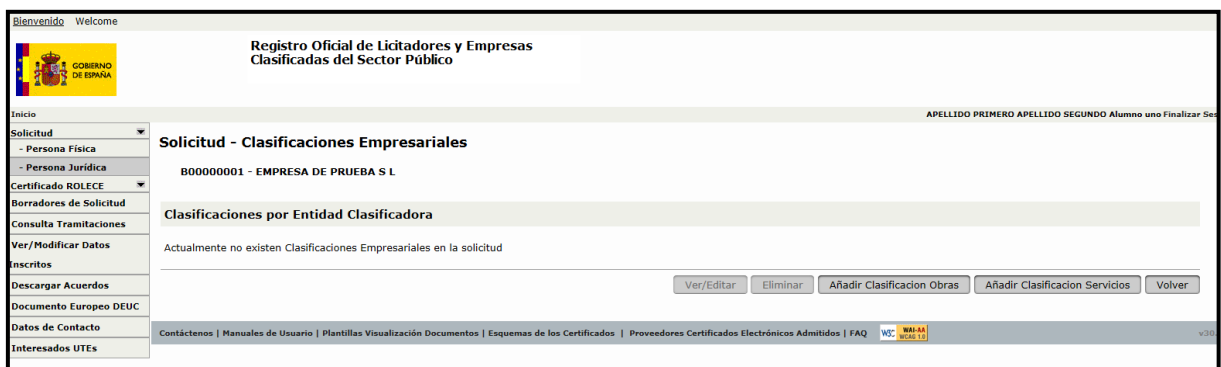 Bienvenido Welcome
GOBIERNO
DE ESPAÑA
Registro Oficial de Licitadores y Empresas
Clasificadas del Sector Público
Inicio
APELLIDO PRIMERO APELLIDO SEGUNDO Alumno uno Finalizar Ses
Solicitud
- Persona Física
- Persona Jurídica
Certificado ROLECE
Borradores de Solicitud
Consulta Tramitaciones
Ver/Modificar Datos
Inscritos
Descargar Acuerdos
Documento Europeo DEUC
Datos de Contacto
Interesados UTEs
Solicitud - Clasificaciones Empresariales
B00000001 - EMPRESA DE PRUEBA S L
Clasificaciones por Entidad Clasificadora
Actualmente no existen Clasificaciones Empresariales en la solicitud
Ver/Editar Eliminar Añadir Clasificacion Obras Añadir Clasificacion Servicios Volver
Contáctenos | Manuales de Usuario | Plantillas Visualización Documentos | Esquemas de los Certificados | Proveedores Certificados Electrónicos Admitidos | FAQ W3C WAI-AA WCAG 1.0 v30.